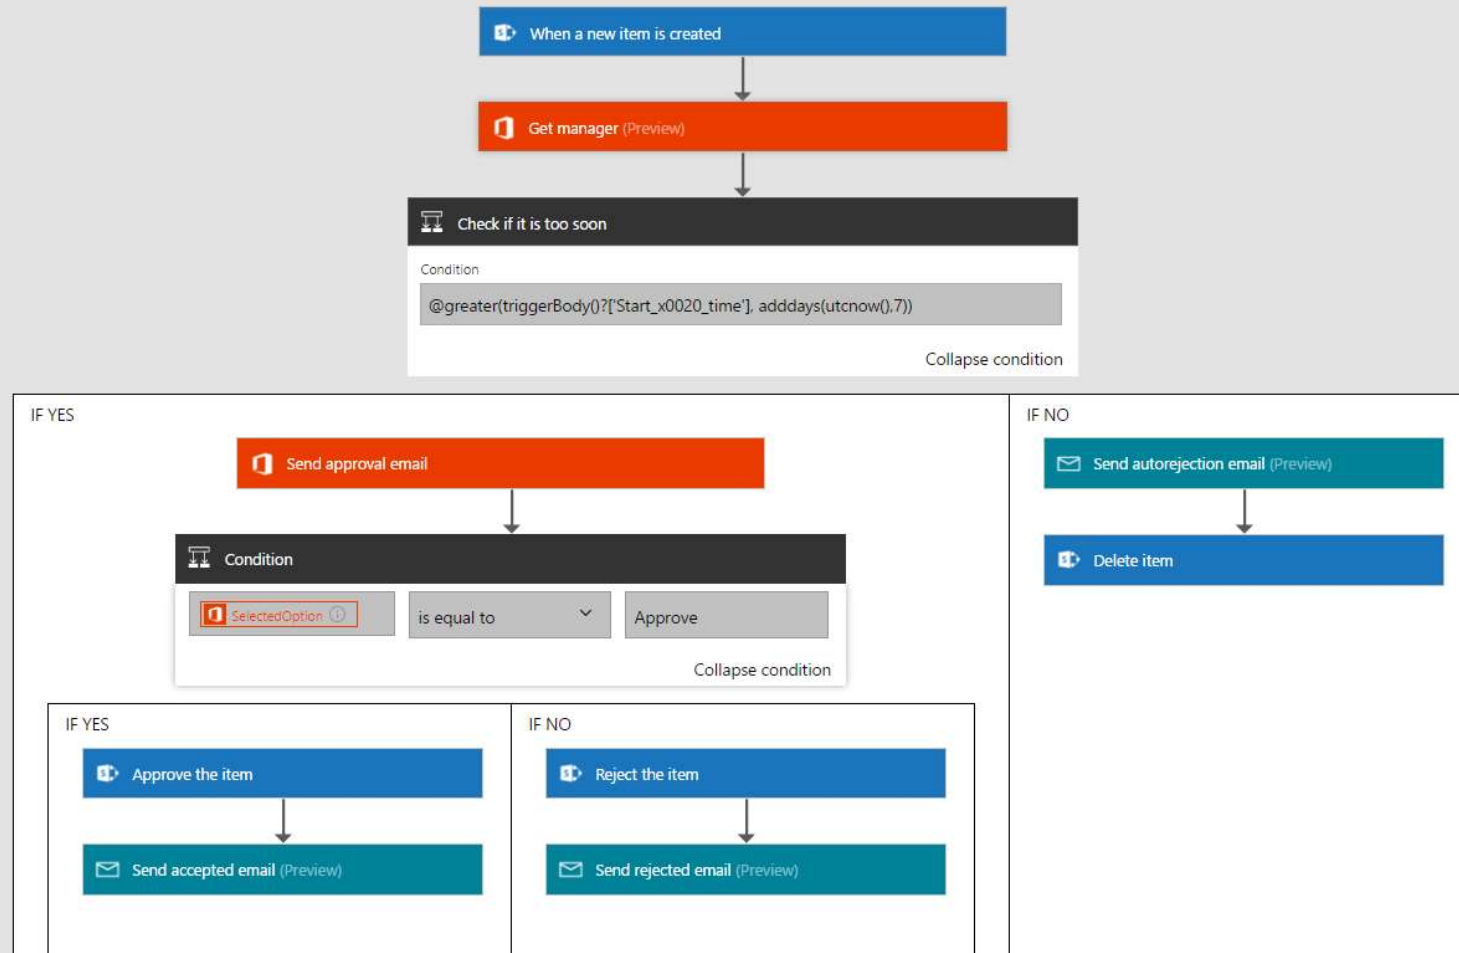 When a new item is created
Get manager (Preview)
Check if it is too soon
Condition
@greater(triggerBody()?['Start_x0020_time'], adddays(utcnow(),7))
Collapse condition
IF YES
Send approval email
Condition
SelectedOption
is equal to
Approve
Collapse condition
IF YES
Approve the item
Send accepted email (Preview)
IF NO
Reject the item
Send rejected email (Preview)
IF NO
Send autorejection email (Preview)
Delete item